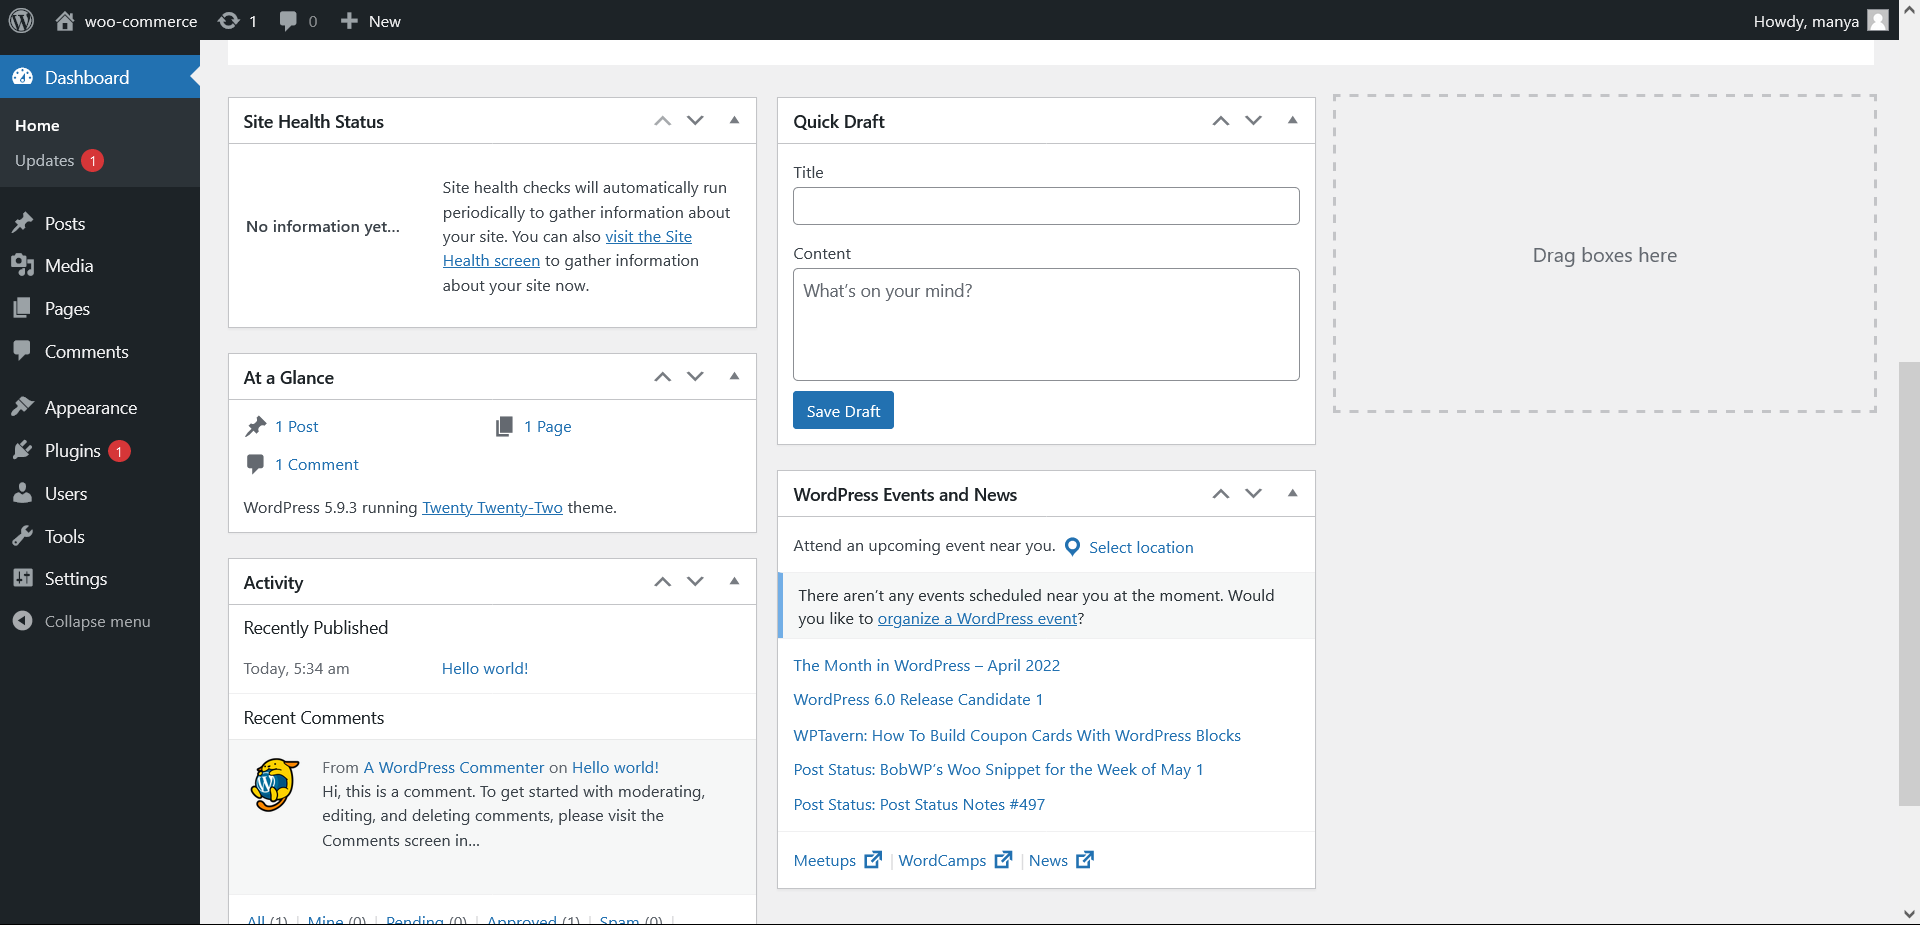 woo-commerce 1 0 New Howdy, manya
Dashboard
Home
Updates 1
Posts
Media
Pages
Comments
Appearance
Plugins 1
Users
Tools
Settings
Collapse menu
Site Health Status
No information yet...
Site health checks will automatically run
periodically to gather information about
your site. You can also visit the Site
Health screen to gather information
about your site now.
At a Glance
1 Post
1 Page
1 Comment
WordPress 5.9.3 running Twenty Twenty-Two theme.
Activity
Recently Published
Today, 5:34 am Hello world!
Recent Comments
From A WordPress Commenter on Hello world!
Hi, this is a comment. To get started with moderating,
editing, and deleting comments, please visit the
Comments screen in...
All (1) | Mine (0) | Pending (0) | Approved (1) | Spam (0) |
Quick Draft
Title
Content
What's on your mind?
Save Draft
WordPress Events and News
Attend an upcoming event near you. Select location
There aren't any events scheduled near you at the moment. Would
you like to organize a WordPress event?
The Month in WordPress – April 2022
WordPress 6.0 Release Candidate 1
WPTavern: How To Build Coupon Cards With WordPress Blocks
Post Status: BobWP's Woo Snippet for the Week of May 1
Post Status: Post Status Notes #497
Meetups | WordCamps | News
Drag boxes here